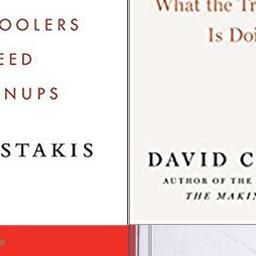 OOLERS
EED
NUPS
STAKIS
What the Tr
Is Doi
DAVID C
AUTHOR OF THE
THE MAKIN